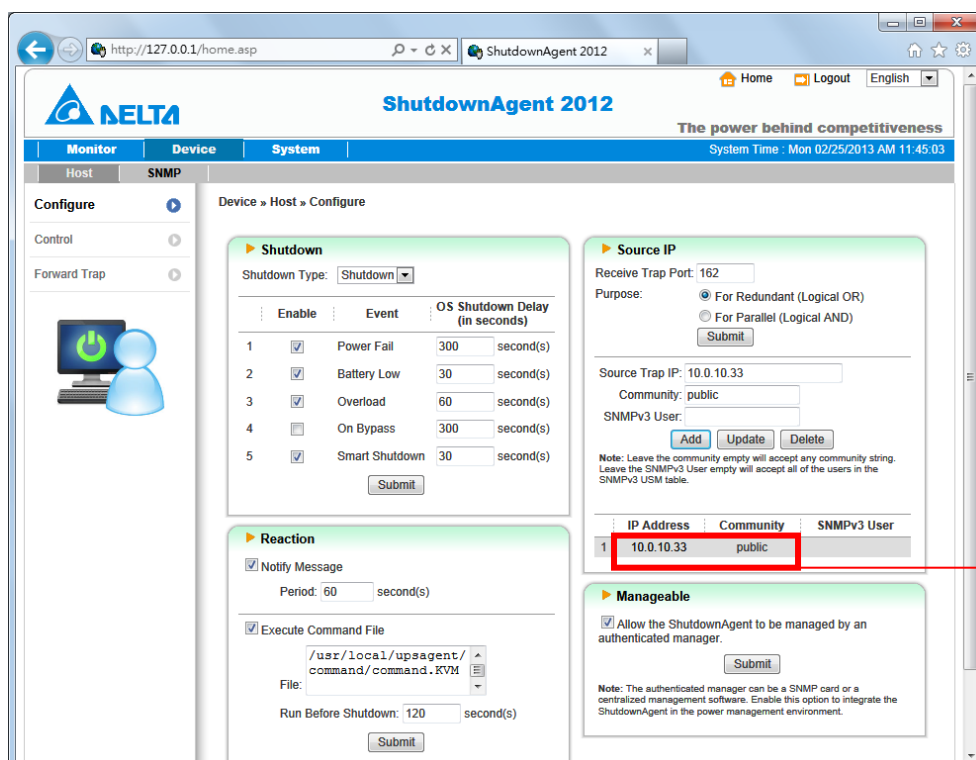 http://127.0.0.1/home.asp
ShutdownAgent 2012
Home Logout English
DELTA
ShutdownAgent 2012
The power behind competitiveness
Monitor Device System
System Time : Mon 02/25/2013 AM 11:45:03
Host SNMP
Configure
Control
Forward Trap
Device » Host » Configure
Shutdown
Shutdown Type: Shutdown
Enable Event OS Shutdown Delay (in seconds)
1 Power Fail 300 second(s)
2 Battery Low 30 second(s)
3 Overload 60 second(s)
4 On Bypass 300 second(s)
5 Smart Shutdown 30 second(s)
Submit
Reaction
Notify Message
Period: 60 second(s)
Execute Command File
/usr/local/upsagent/
command/command.KVM
File:
Run Before Shutdown: 120 second(s)
Submit
Source IP
Receive Trap Port: 162
Purpose: For Redundant (Logical OR)
For Parallel (Logical AND)
Submit
Source Trap IP: 10.0.10.33
Community: public
SNMPv3 User:
Add Update Delete
Note: Leave the community empty will accept any community string.
Leave the SNMPv3 User empty will accept all of the users in the
SNMPv3 USM table.
IP Address Community SNMPv3 User
1 10.0.10.33 public
Manageable
Allow the ShutdownAgent to be managed by an
authenticated manager.
Submit
Note: The authenticated manager can be a SNMP card or a
centralized management software. Enable this option to integrate the
ShutdownAgent in the power management environment.